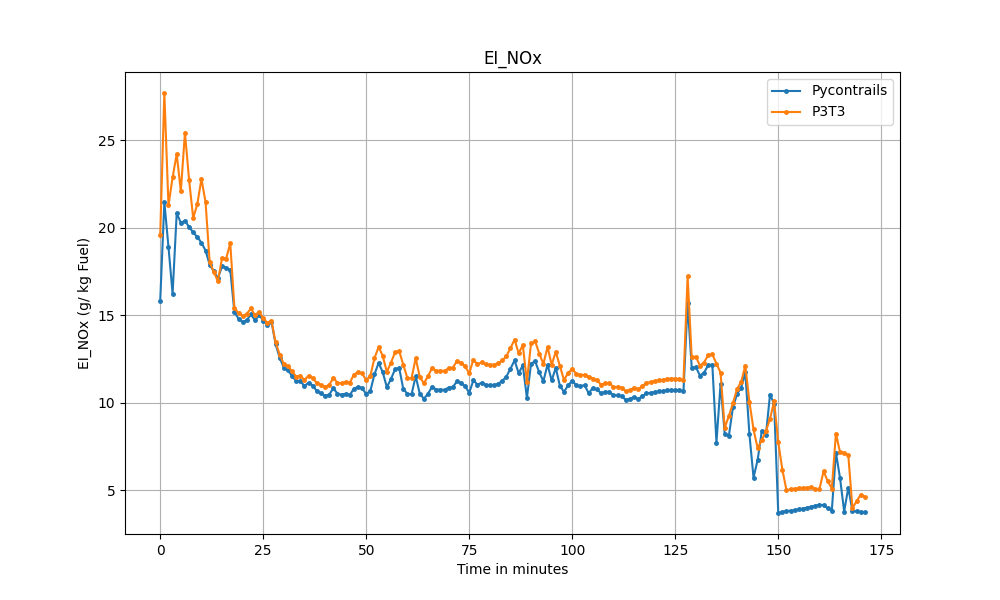 EI_NOx
Pycontrails
P3T3
EI_NOx (g/ kg Fuel)
25
20
15
10
5
0 25 50 75 100 125 150 175
Time in minutes